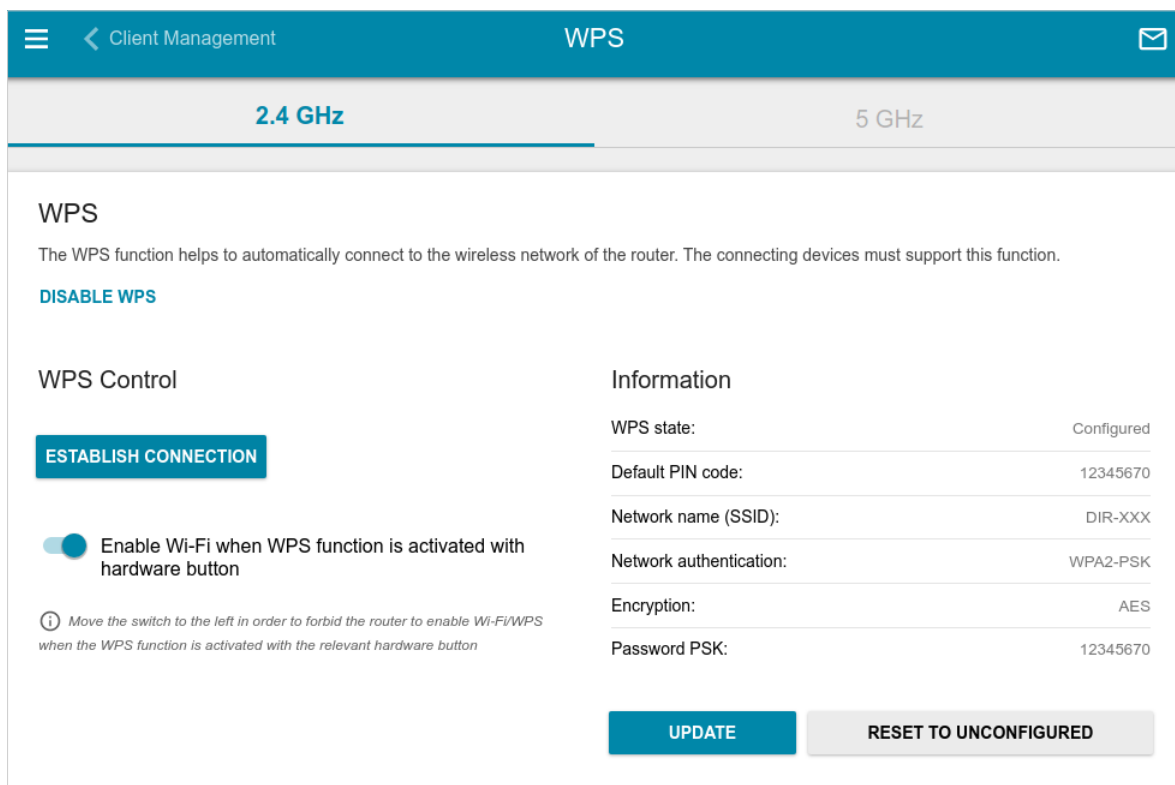 Client Management
WPS
2.4 GHz
5 GHz
WPS
The WPS function helps to automatically connect to the wireless network of the router. The connecting devices must support this function.
DISABLE WPS
WPS Control
ESTABLISH CONNECTION
Enable Wi-Fi when WPS function is activated with
hardware button
Move the switch to the left in order to forbid the router to enable Wi-Fi/WPS
when the WPS function is activated with the relevant hardware button
Information
WPS state: Configured
Default PIN code: 12345670
Network name (SSID): DIR-XXX
Network authentication: WPA2-PSK
Encryption: AES
Password PSK: 12345670
UPDATE
RESET TO UNCONFIGURED